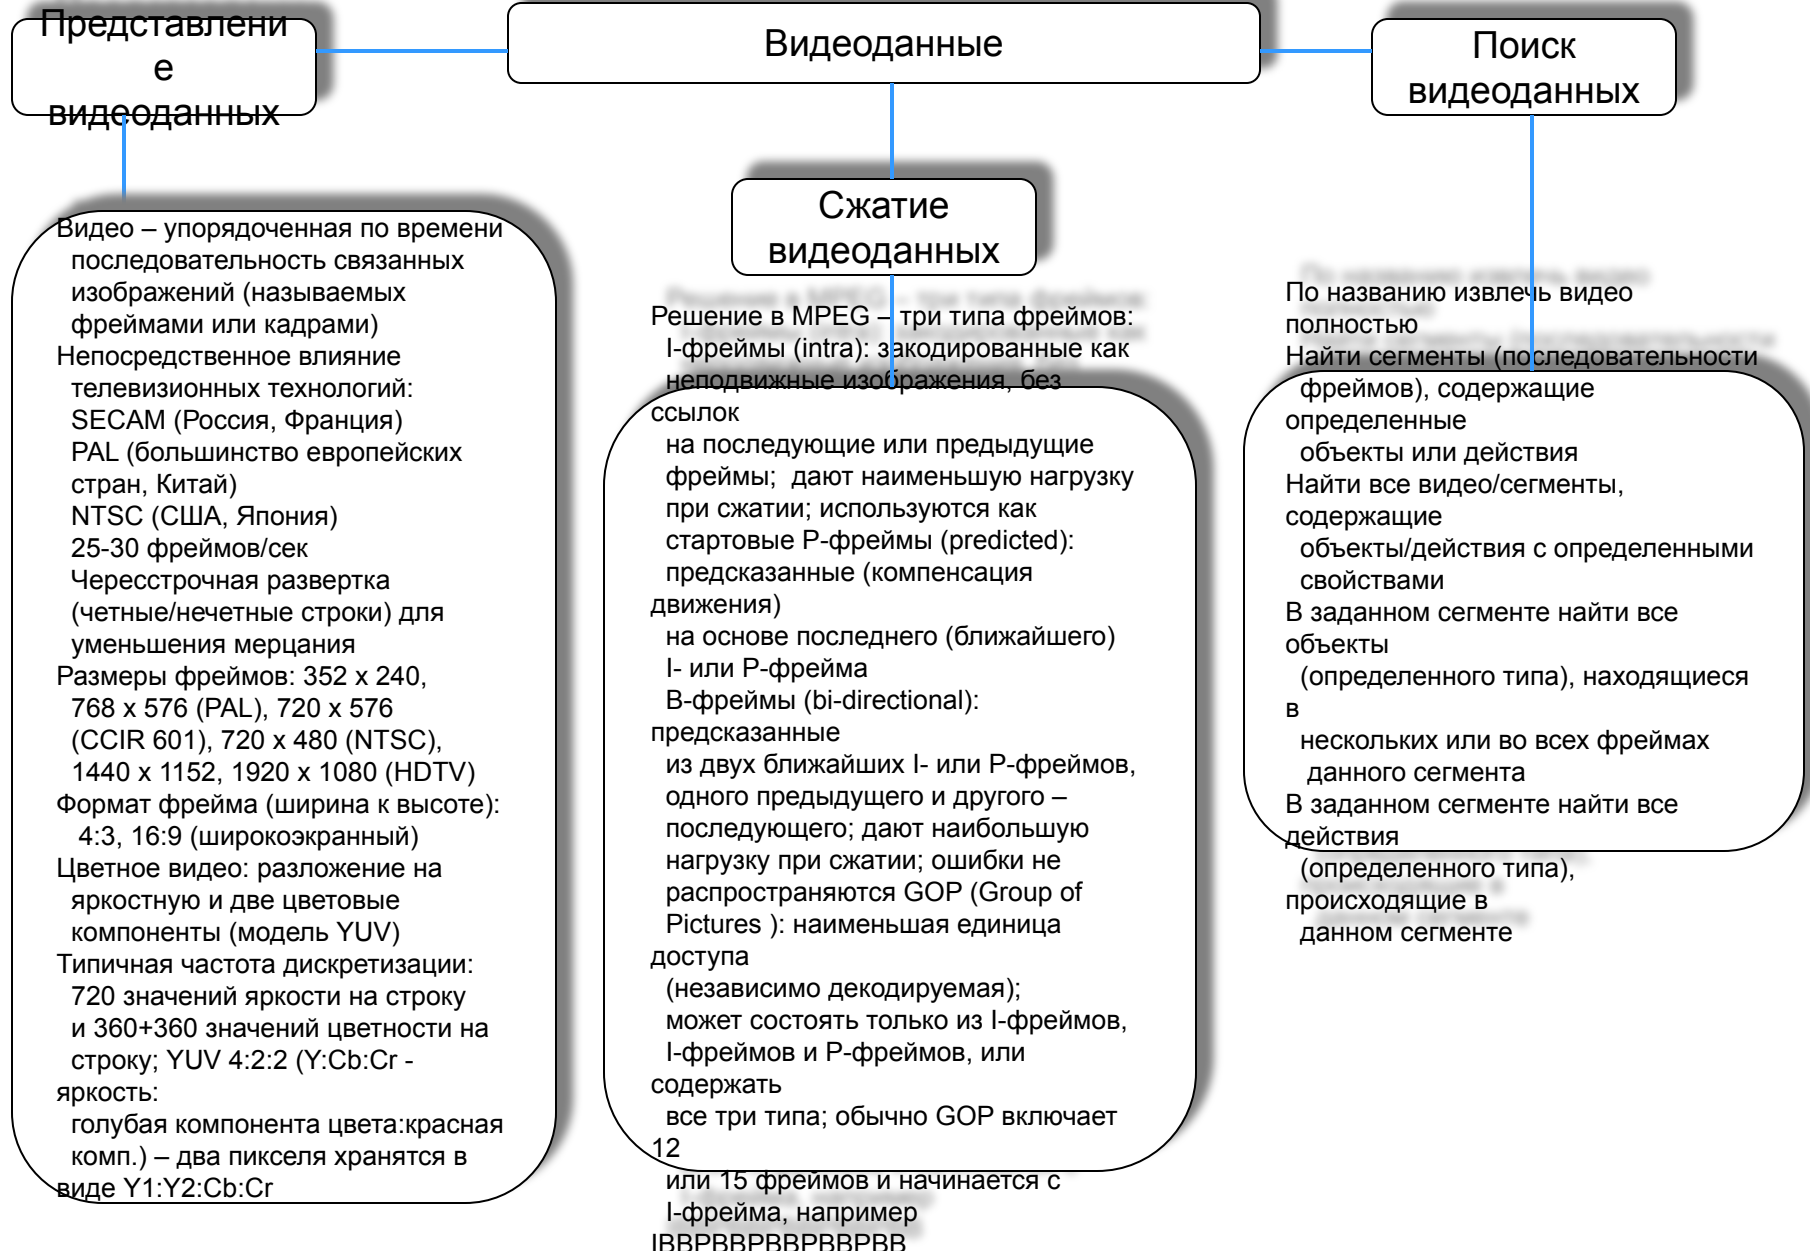 Представлени
е
видеоданных
Видеоданные
Поиск
видеоданных
Сжатие
видеоданных
Видео – упорядоченная по времени
последовательность связанных
изображений (называемых
фреймами или кадрами)
Непосредственное влияние
телевизионных технологий:
SECAM (Россия, Франция)
PAL (большинство европейских
стран, Китай)
NTSC (США, Япония)
25-30 фреймов/сек
Чересстрочная развертка
(четные/нечетные строки) для
уменьшения мерцания
Размеры фреймов: 352 x 240,
768 x 576 (PAL), 720 x 576
(CCIR 601), 720 x 480 (NTSC),
1440 x 1152, 1920 x 1080 (HDTV)
Формат фрейма (ширина к высоте):
4:3, 16:9 (широкоэкранный)
Цветное видео: разложение на
яркостную и две цветовые
компоненты (модель YUV)
Типичная частота дискретизации:
720 значений яркости на строку
и 360+360 значений цветности на
строку; YUV 4:2:2 (Y:Cb:Cr -
яркость:
голубая компонента цвета:красная
комп.) – два пикселя хранятся в
виде Y1:Y2:Cb:Cr
Решение в MPEG – три типа фреймов:
I-фреймы (intra): закодированные как
неподвижные изображения, без
ссылок
на последующие или предыдущие
фреймы;  дают наименьшую нагрузку
при сжатии; используются как
стартовые P-фреймы (predicted):
предсказанные (компенсация
движения)
на основе последнего (ближайшего)
I- или P-фрейма
B-фреймы (bi-directional):
предсказанные
из двух ближайших I- или P-фреймов,
одного предыдущего и другого –
последующего; дают наибольшую
нагрузку при сжатии; ошибки не
распространяются GOP (Group of
Pictures ): наименьшая единица
доступа
(независимо декодируемая);
может состоять только из I-фреймов,
I-фреймов и P-фреймов, или
содержать
все три типа; обычно GOP включает
12
или 15 фреймов и начинается с
I-фрейма, например
IBBPBBPBBPBBPBB
По названию извлечь видео
полностью
Найти сегменты (последовательности
фреймов), содержащие
определенные
объекты или действия
Найти все видео/сегменты,
содержащие
объекты/действия с определенными
свойствами
В заданном сегменте найти все
объекты
(определенного типа), находящиеся
в
нескольких или во всех фреймах
данного сегмента
В заданном сегменте найти все
действия
(определенного типа),
происходящие в
данном сегменте